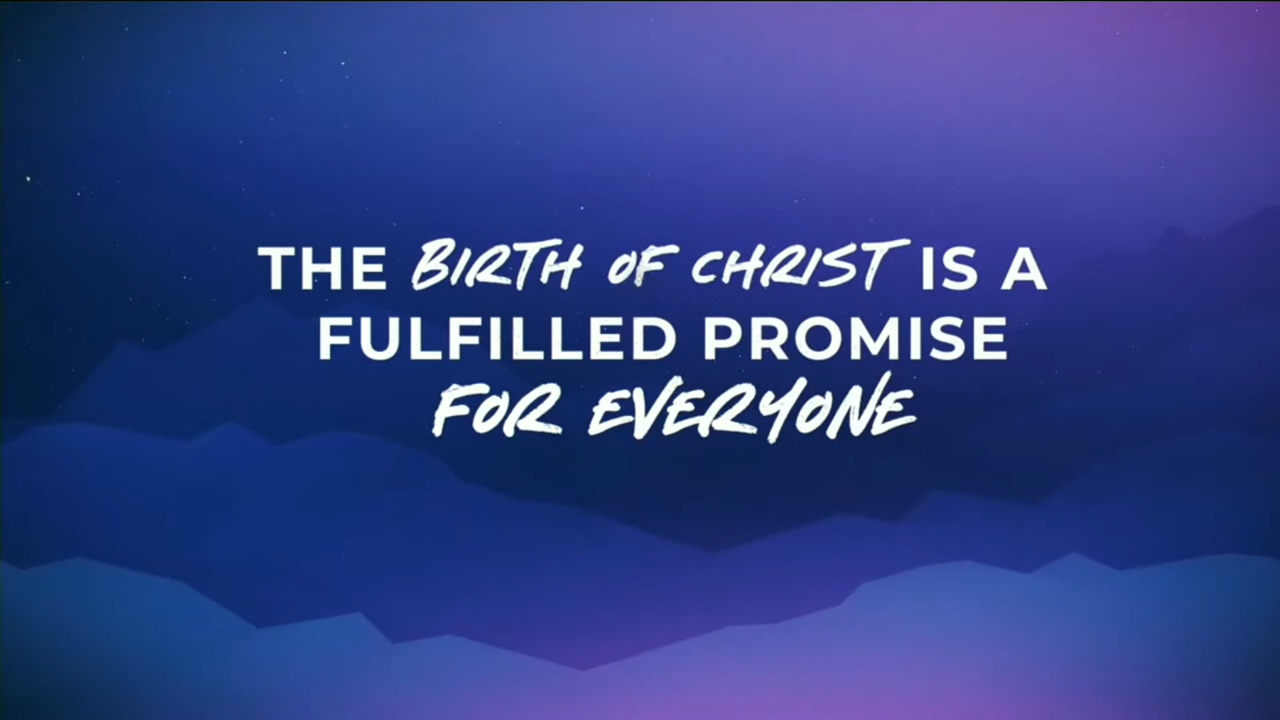 THE BIRTH OF CHRIST IS A
FULFILLED PROMISE
FOR EVERYONE